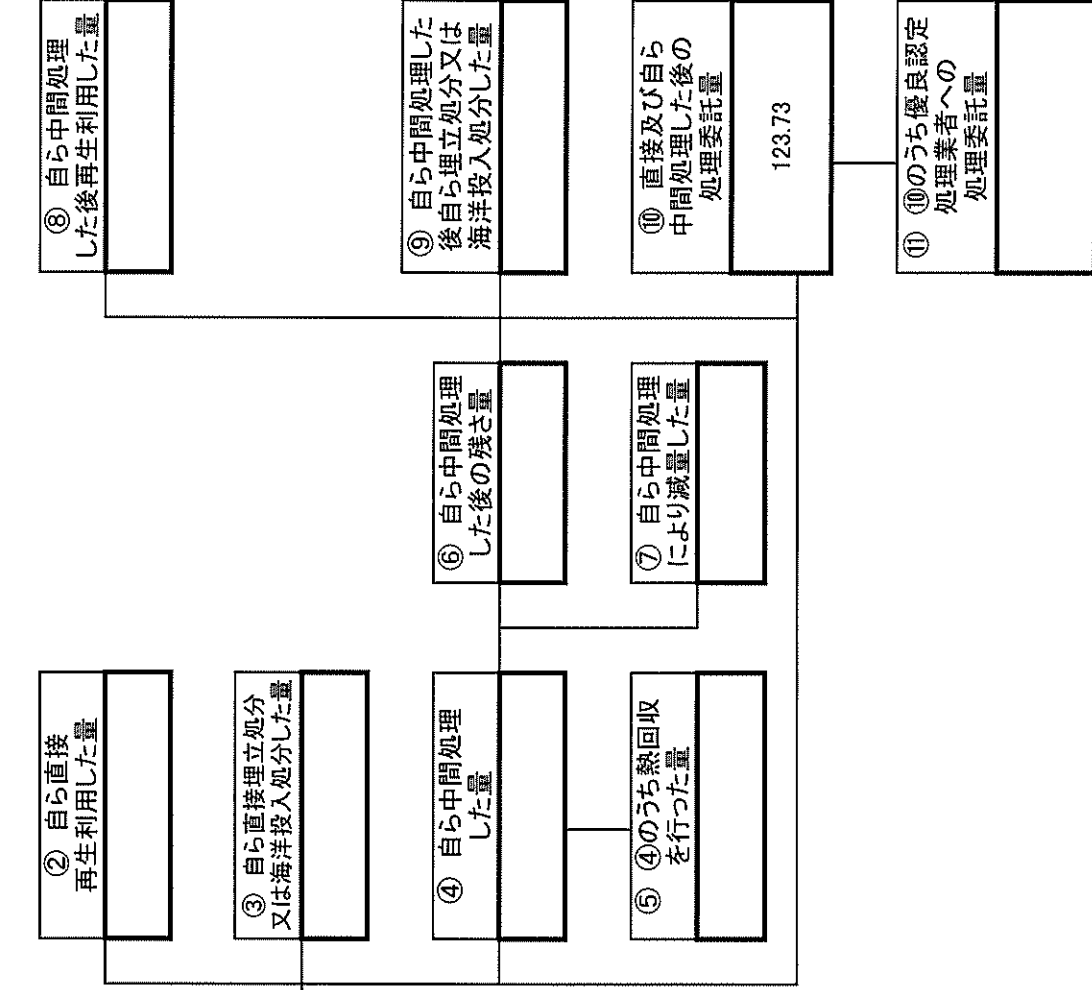 ② 自ら直接
再生利用した量
③ 自ら直接埋立処分
又は海洋投入処分した量
④ 自ら中間処理
した量
⑤ ④のうち熱回収
を行った量
⑥ 自ら中間処理
した後の残さ量
⑦ 自ら中間処理
により減量した量
⑧ 自ら中間処理
した後再生利用した量
⑨ 自ら中間処理した
後自ら埋立処分又は
海洋投入処分した量
⑩ 直接及び自ら
中間処理した後の
処理委託量
123.73
⑪ ⑩のうち優良認定
処理業者への
処理委託量